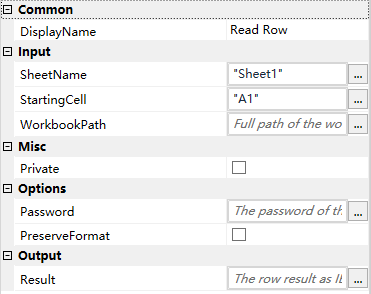 Common
DisplayName Read Row
Input
SheetName "Sheet1" ...
StartingCell "A1" ...
WorkbookPath Full path of the wo ...
Misc
Private
Options
Password The password of th ...
PreserveFormat
Output
Result The row result as IE ...